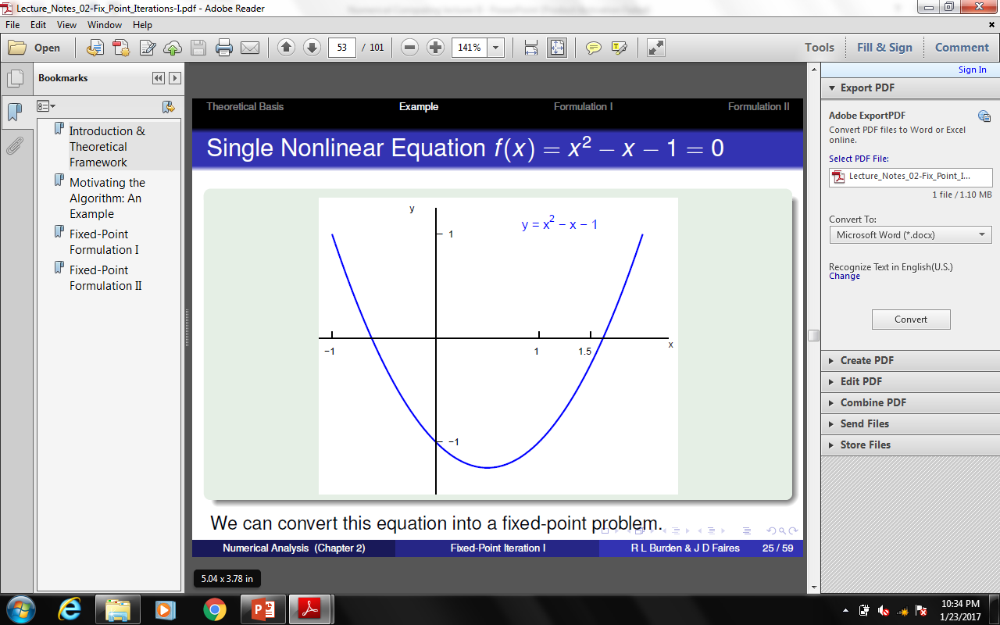 Lecture_Notes_02-Fix_Point_Iterations-I.pdf - Adobe Reader
File Edit View Window Help
Open 53 / 101 141% Tools Fill & Sign Comment
Sign In
Bookmarks
Introduction &
Theoretical
Framework
Motivating the
Algorithm: An
Example
Fixed-Point
Formulation I
Fixed-Point
Formulation II
Theoretical Basis Example Formulation I Formulation II
Single Nonlinear Equation f(x) = x² − x − 1 = 0
y
y = x² − x − 1
1
−1 1 1.5 x
−1
We can convert this equation into a fixed-point problem.
Numerical Analysis (Chapter 2) Fixed-Point Iteration I R L Burden & J D Faires 25 / 59
5.04 x 3.78 in
Export PDF
Adobe ExportPDF
Convert PDF files to Word or Excel
online.
Select PDF File:
Lecture_Notes_02-Fix_Point_I...
1 file / 1.10 MB
Convert To:
Microsoft Word (*.docx)
Recognize Text in English(U.S.)
Change
Convert
Create PDF
Edit PDF
Combine PDF
Send Files
Store Files
10:34 PM
1/23/2017